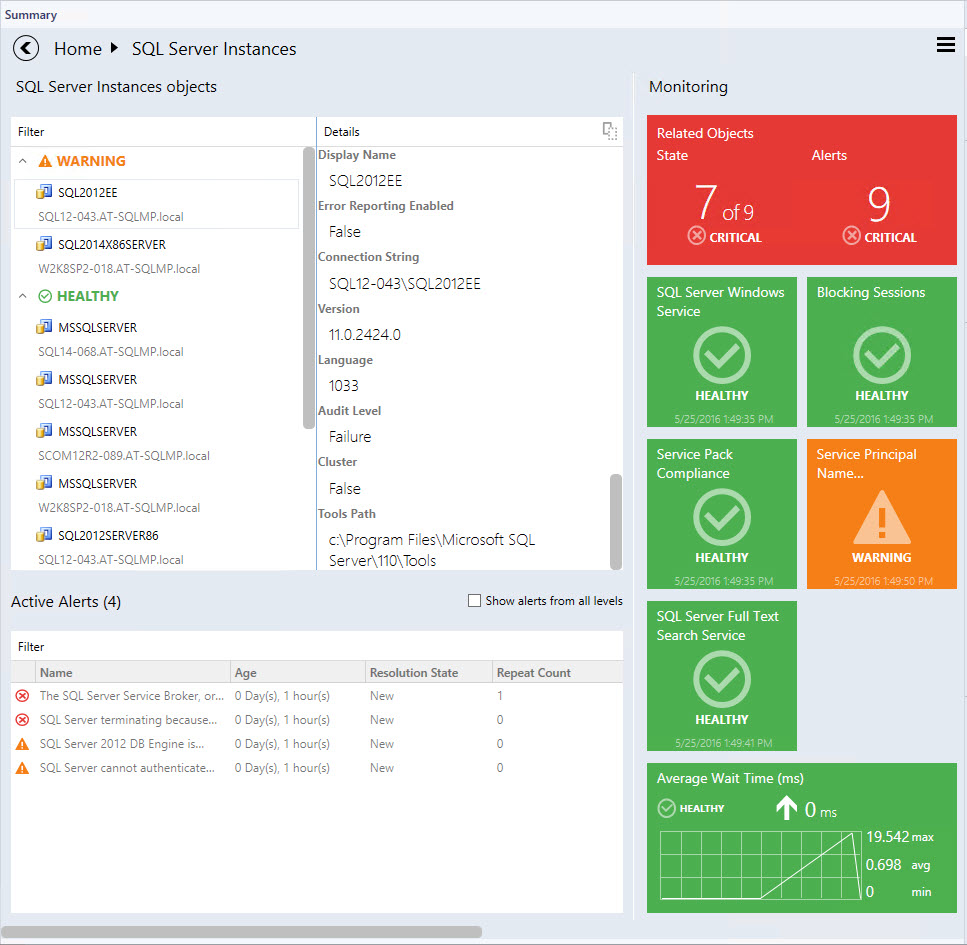 Summary
Home SQL Server Instances
SQL Server Instances objects
Filter
WARNING
SQL2012EE
SQL12-043.AT-SQLMP.local
SQL2014X86SERVER
W2K8SP2-018.AT-SQLMP.local
HEALTHY
MSSQLSERVER
SQL14-068.AT-SQLMP.local
MSSQLSERVER
SQL12-043.AT-SQLMP.local
MSSQLSERVER
SCOM12R2-089.AT-SQLMP.local
MSSQLSERVER
W2K8SP2-018.AT-SQLMP.local
SQL2012SERVER86
SQL12-043.AT-SQLMP.local
Details
Display Name
SQL2012EE
Error Reporting Enabled
False
Connection String
SQL12-043\SQL2012EE
Version
11.0.2424.0
Language
1033
Audit Level
Failure
Cluster
False
Tools Path
c:\Program Files\Microsoft SQL
Server\110\Tools
Active Alerts (4)
Show alerts from all levels
Filter
Name Age Resolution State Repeat Count
The SQL Server Service Broker, or... 0 Day(s), 1 hour(s) New 1
SQL Server terminating because... 0 Day(s), 1 hour(s) New 0
SQL Server 2012 DB Engine is... 0 Day(s), 1 hour(s) New 0
SQL Server cannot authenticate... 0 Day(s), 1 hour(s) New 0
Monitoring
Related Objects
State
7 of 9
CRITICAL
Alerts
9
CRITICAL
SQL Server Windows
Service
HEALTHY
5/25/2016 1:49:35 PM
Blocking Sessions
HEALTHY
5/25/2016 1:49:35 PM
Service Pack
Compliance
HEALTHY
5/25/2016 1:49:35 PM
Service Principal
Name...
WARNING
5/25/2016 1:49:50 PM
SQL Server Full Text
Search Service
HEALTHY
5/25/2016 1:49:41 PM
Average Wait Time (ms)
HEALTHY 0 ms
19.542 max
0.698 avg
0 min